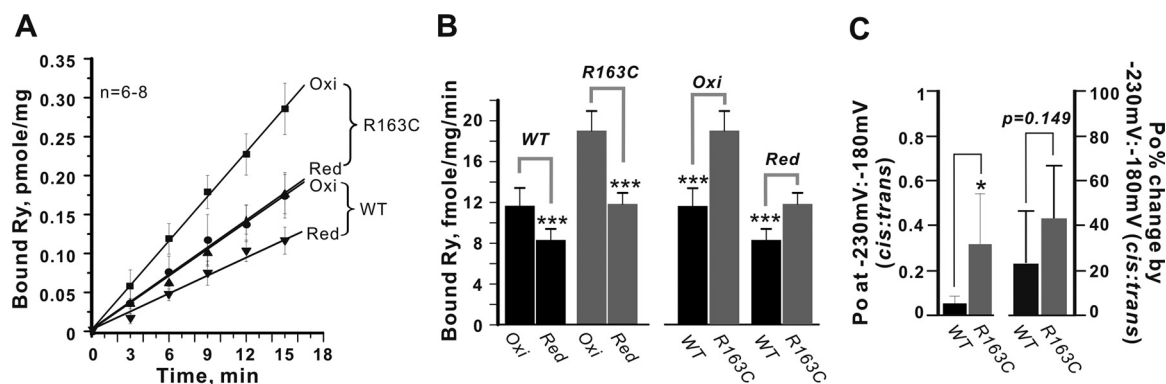 A
0.35
0.30
0.25
0.20
0.15
0.10
0.05
0
Bound Ry, pmole/mg
n=6-8
Oxi
R163C
Red
Oxi
WT
Red
0 3 6 9 12 15 18
Time, min
B
20
16
12
8
4
0
Bound Ry, fmole/mg/min
WT
R163C
Oxi
Red
***
***
***
***
Oxi
Red
Oxi
Red
WT
R163C
WT
R163C
C
1
0.8
0.6
0.4
0.2
0
Po at -230mV:-180mV
(cis:trans)
*
p=0.149
WT
R163C
WT
R163C
100
80
60
40
20
0
Po% change by
-230mV:-180mV (cis:trans)